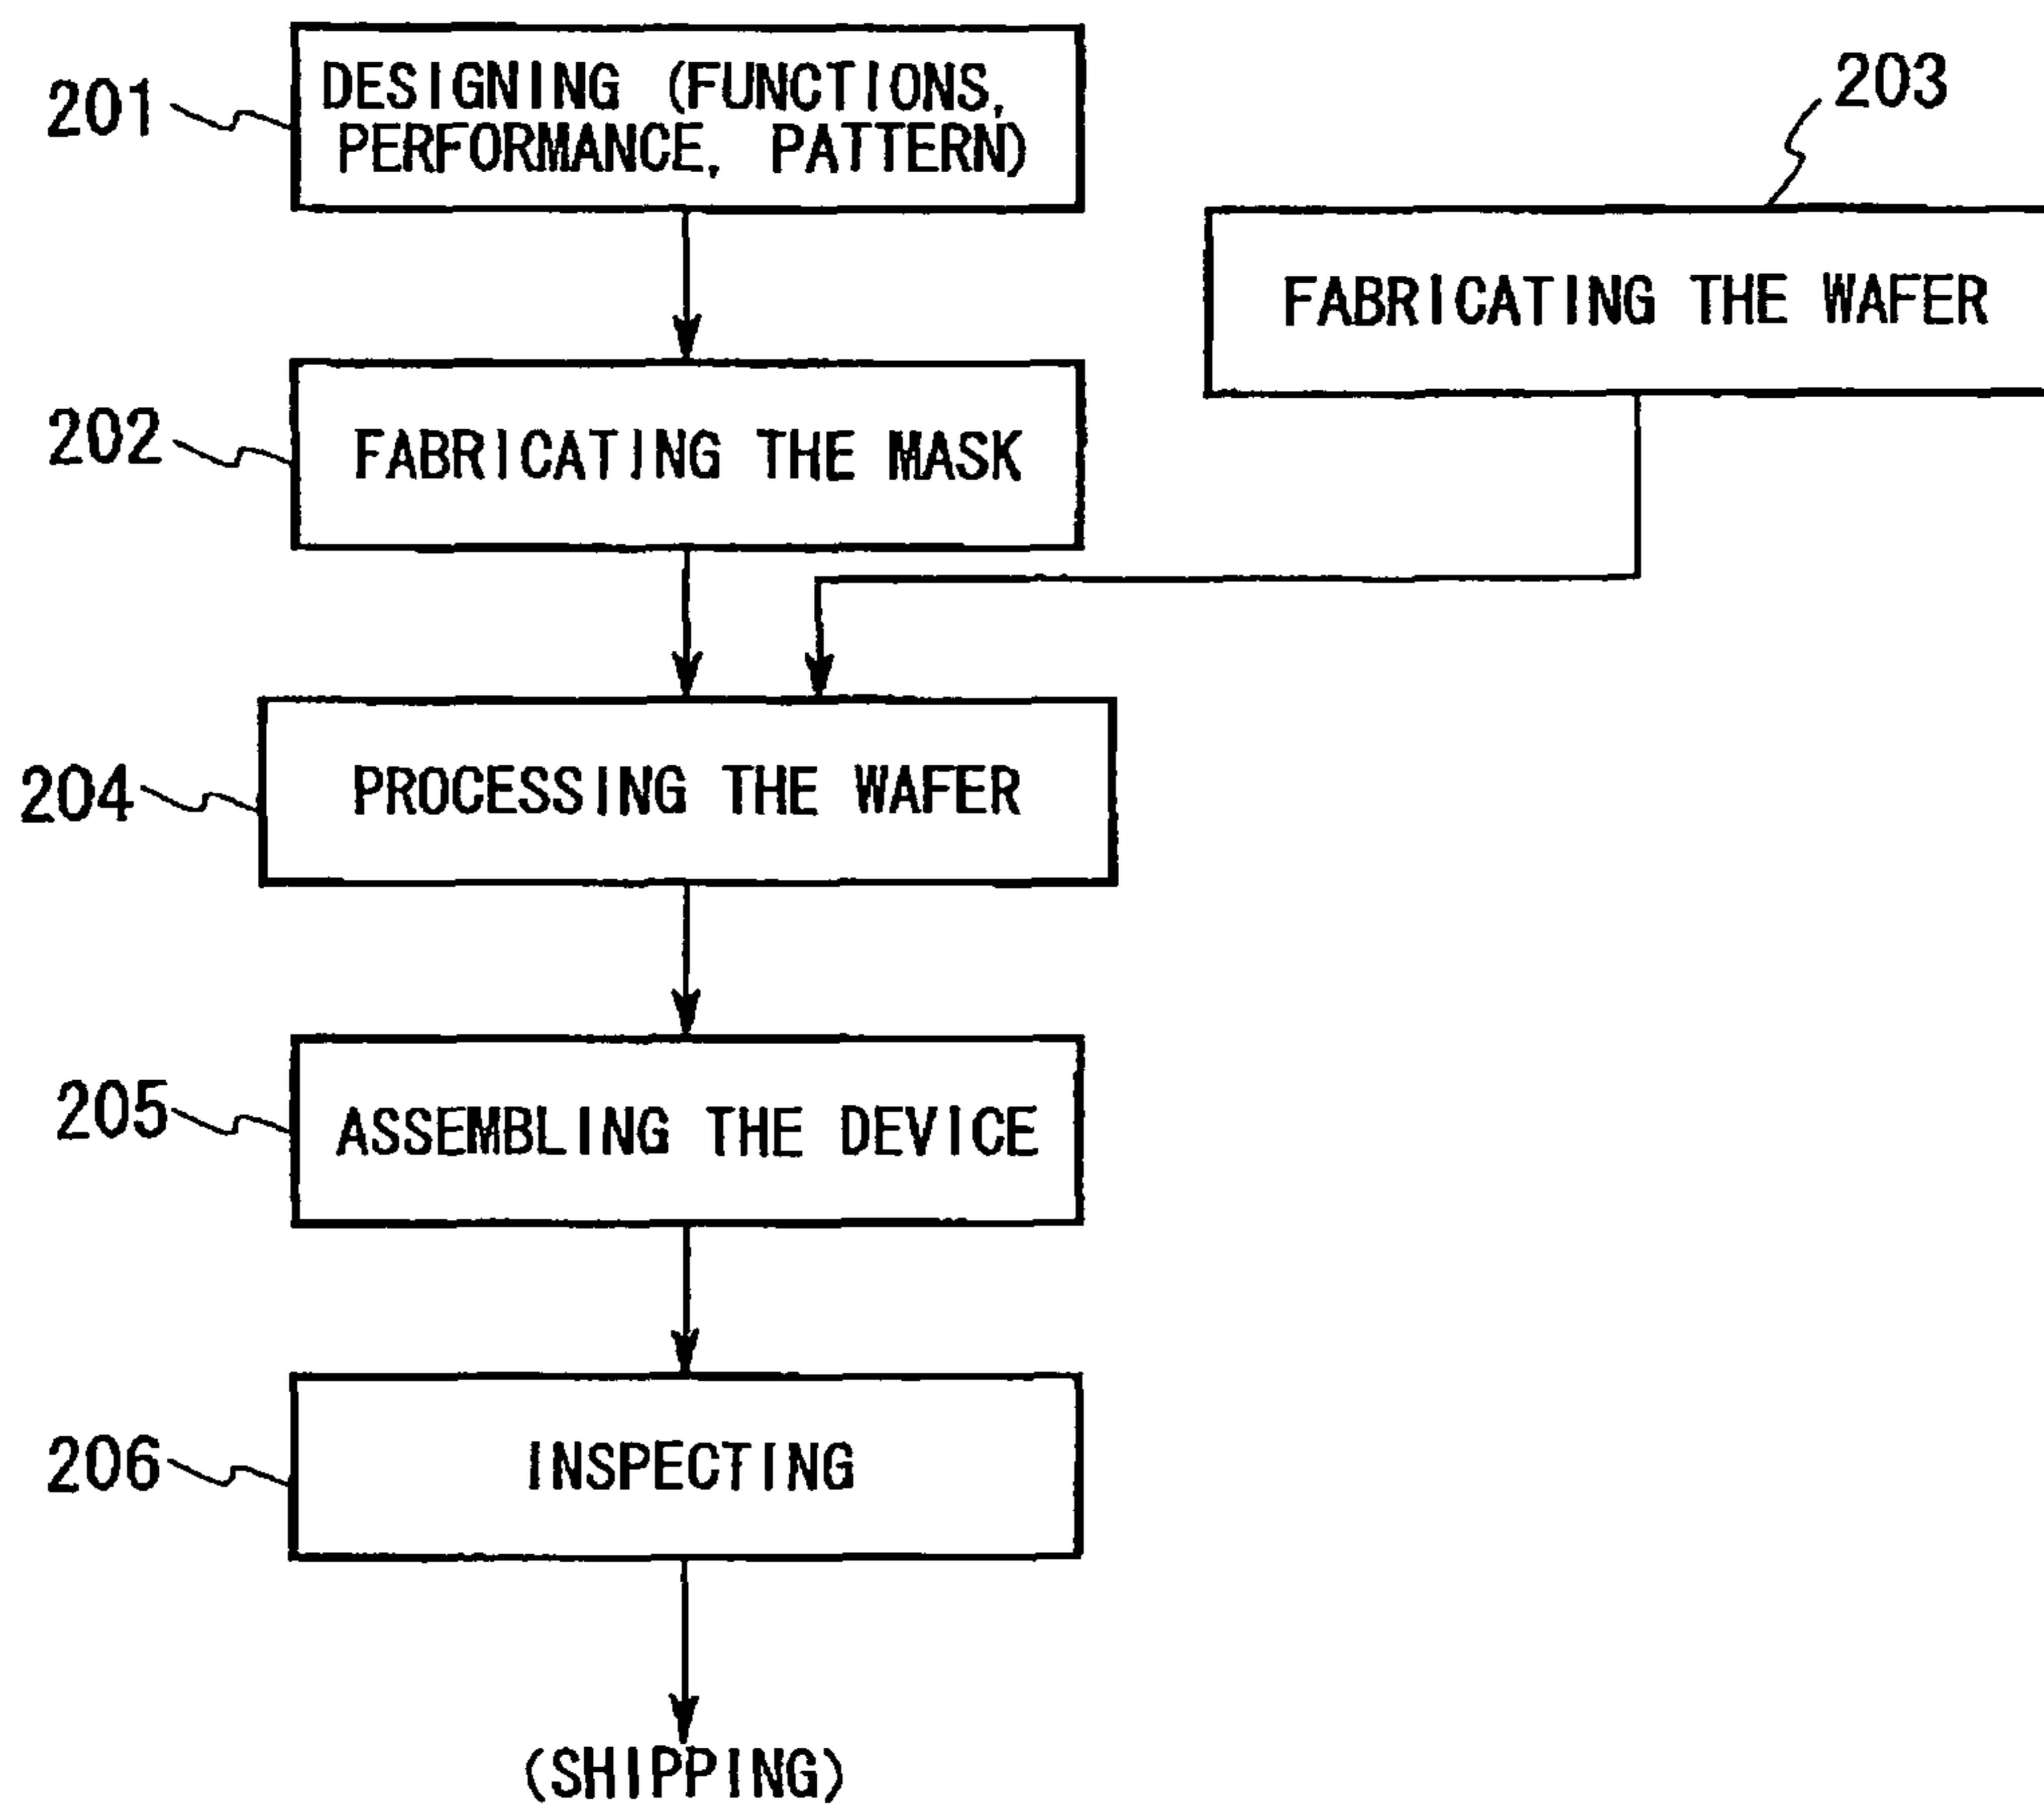 201
DESIGNING (FUNCTIONS,
PERFORMANCE, PATTERN)
203
FABRICATING THE WAFER
202
FABRICATING THE MASK
204
PROCESSING THE WAFER
205
ASSEMBLING THE DEVICE
206
INSPECTING
(SHIPPING)